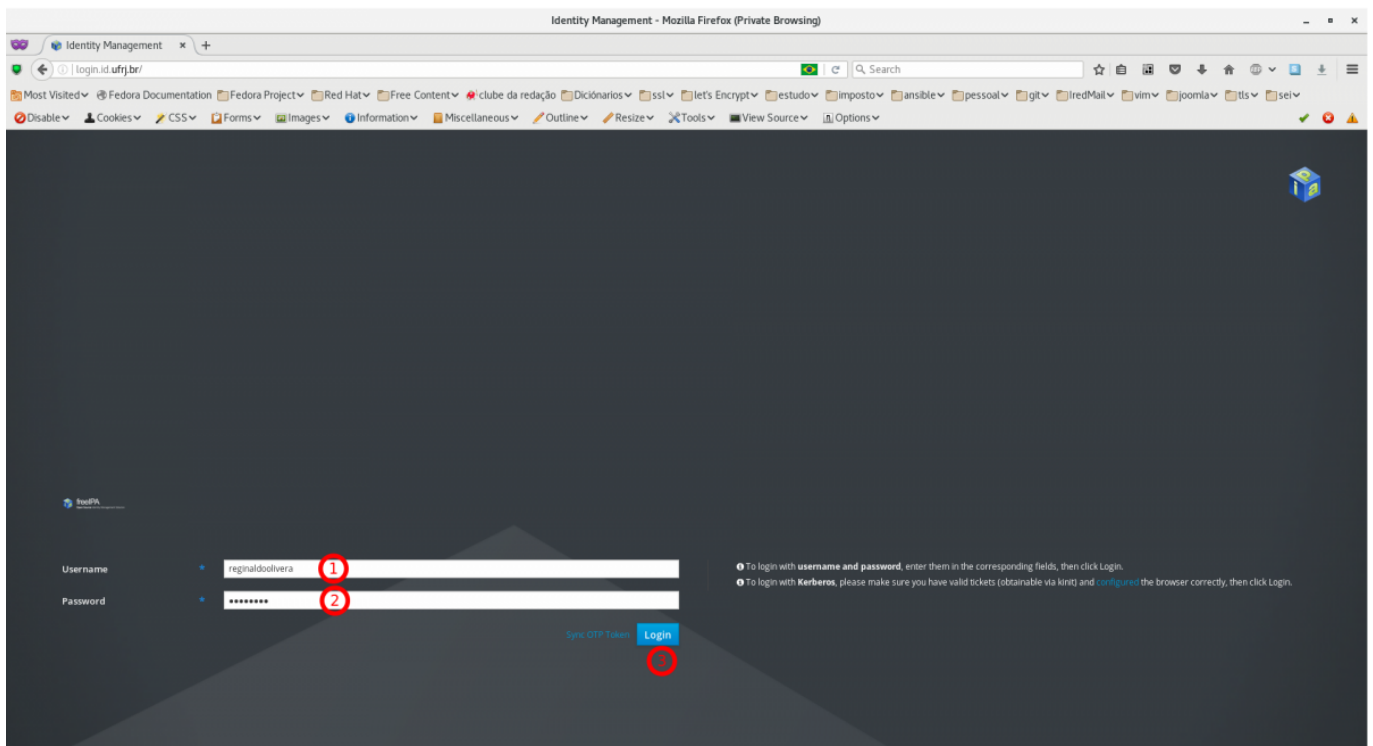 Identity Management - Mozilla Firefox (Private Browsing)
Identity Management × +
login.id.ufrj.br/ Search
Most Visited Fedora Documentation Fedora Project Red Hat Free Content clube da redação Diciónarios ssl let's Encrypt estudo imposto ansible pessoal git IredMail vim joomla tls sei
Disable Cookies CSS Forms Images Information Miscellaneous Outline Resize Tools View Source Options
ipa
freeIPA
Username * reginaldoolivera 1
To login with username and password, enter them in the corresponding fields, then click Login.
To login with Kerberos, please make sure you have valid tickets (obtainable via kinit) and configured the browser correctly, then click Login.
Password * •••••••• 2
Sync OTP Token Login
3